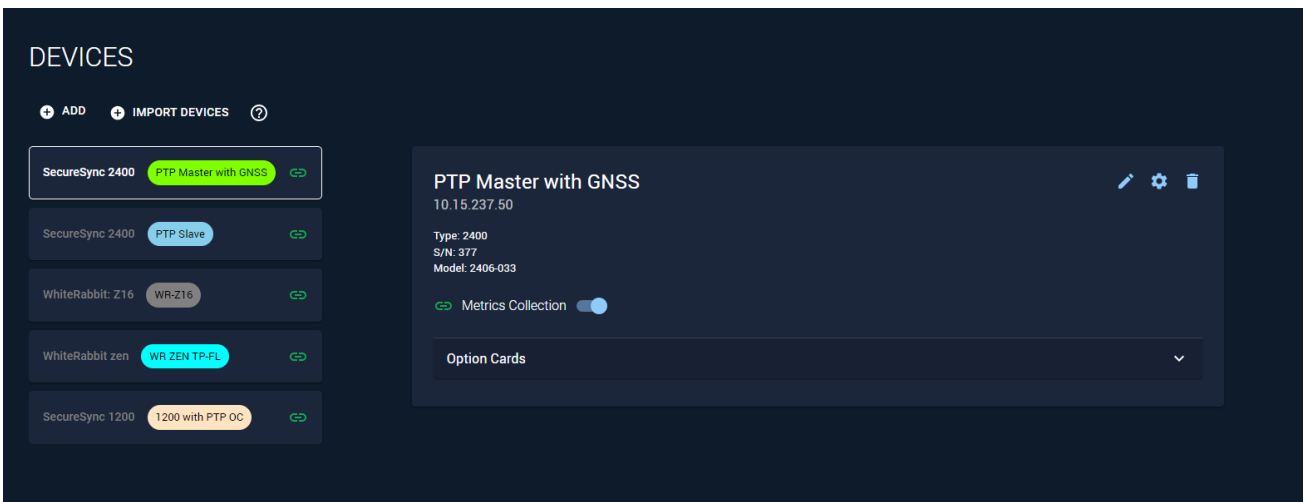 DEVICES
ADD
IMPORT DEVICES
SecureSync 2400 PTP Master with GNSS
SecureSync 2400 PTP Slave
WhiteRabbit: Z16 WR-Z16
WhiteRabbit zen WR ZEN TP-FL
SecureSync 1200 1200 with PTP OC
PTP Master with GNSS
10.15.237.50
Type: 2400
S/N: 377
Model: 2406-033
Metrics Collection
Option Cards